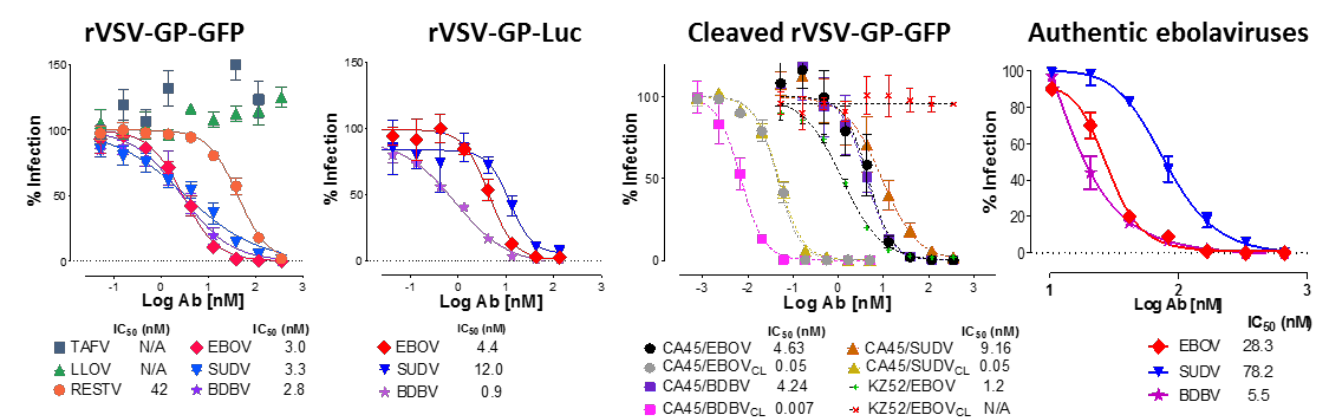 rVSV-GP-GFP
% Infection
150
100
50
0
-1 0 1 2 3
Log Ab [nM]
IC50 (nM) IC50 (nM)
TAFV N/A EBOV 3.0
LLOV N/A SUDV 3.3
RESTV 42 BDBV 2.8
rVSV-GP-Luc
% Infection
150
100
50
0
-1 0 1 2 3
Log Ab [nM]
IC50 (nM)
EBOV 4.4
SUDV 12.0
BDBV 0.9
Cleaved rVSV-GP-GFP
% Infection
100
50
0
-3 -2 -1 0 1 2 3
Log Ab [nM]
IC50 (nM) IC50 (nM)
CA45/EBOV 4.63 CA45/SUDV 9.16
CA45/EBOVCL 0.05 CA45/SUDVCL 0.05
CA45/BDBV 4.24 KZ52/EBOV 1.2
CA45/BDBVCL 0.007 KZ52/EBOVCL N/A
Authentic ebolaviruses
% Infection
100
80
60
40
20
0
1 2 3
Log Ab [nM]
IC50 (nM)
EBOV 28.3
SUDV 78.2
BDBV 5.5